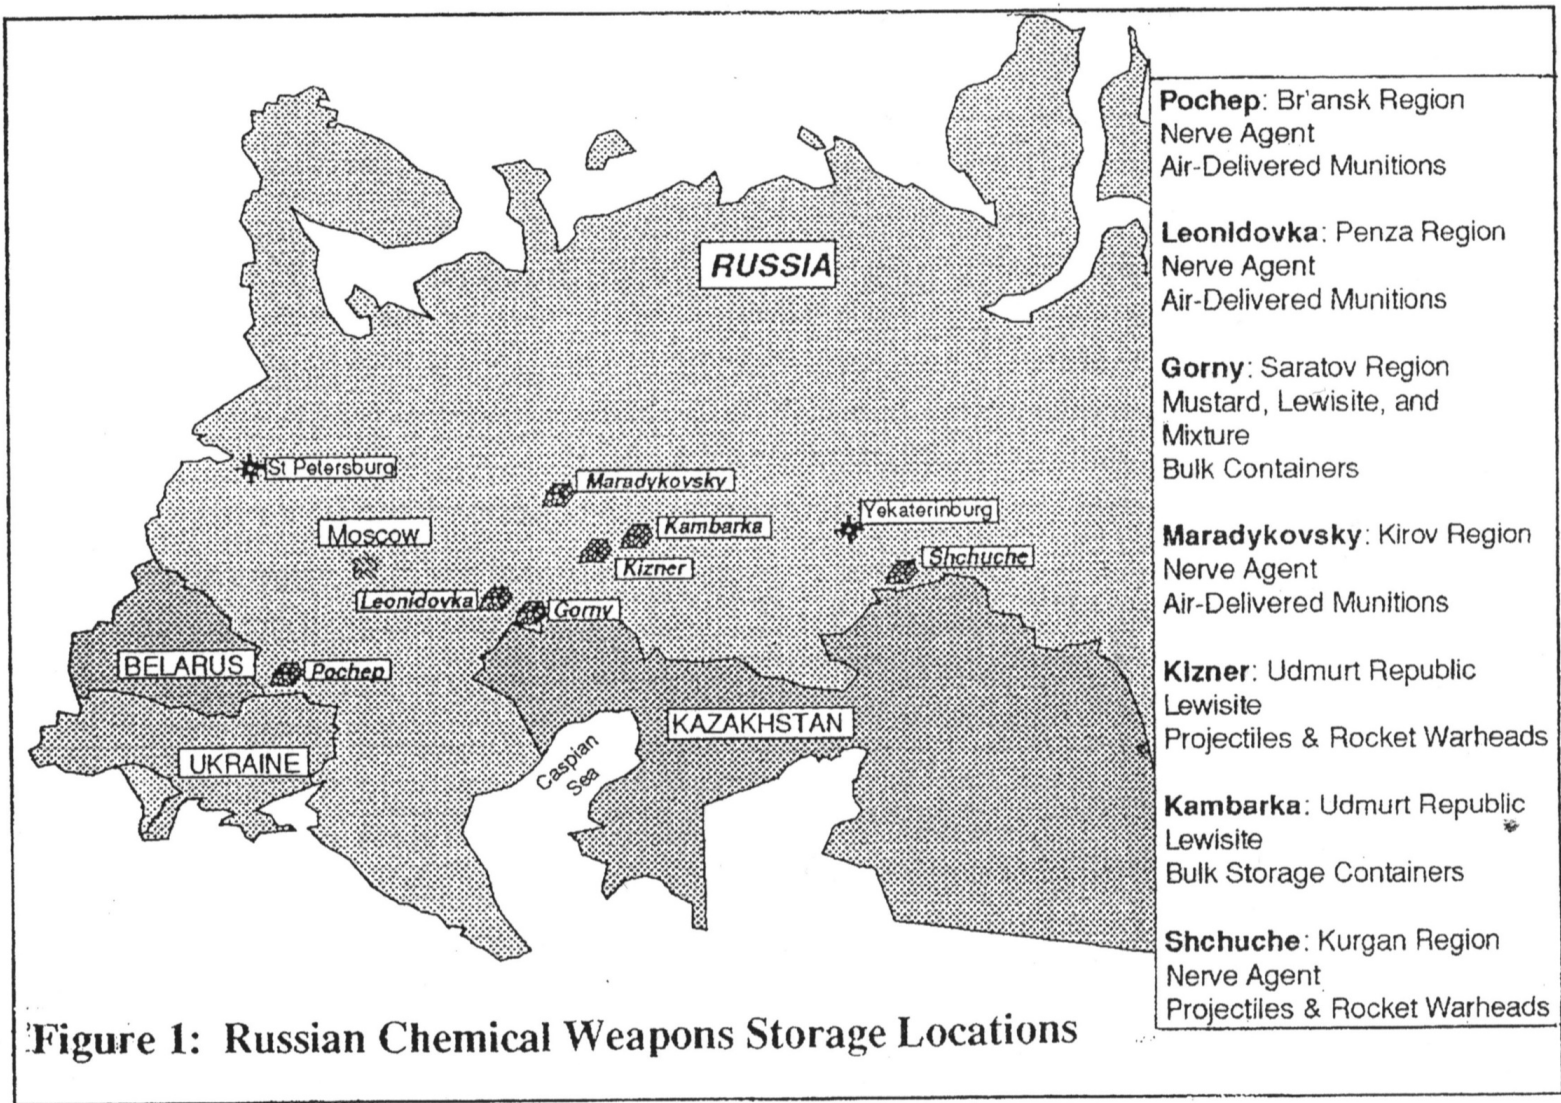 RUSSIA
St Petersburg
Maradykovsky
Yekaterinburg
Moscow
Kambarka
Kizner
Shchuche
Leonidovka
Gorny
BELARUS
Pochep
KAZAKHSTAN
UKRAINE
Caspian
Sea
Pochep: Br'ansk Region
Nerve Agent
Air-Delivered Munitions
Leonidovka: Penza Region
Nerve Agent
Air-Delivered Munitions
Gorny: Saratov Region
Mustard, Lewisite, and
Mixture
Bulk Containers
Maradykovsky: Kirov Region
Nerve Agent
Air-Delivered Munitions
Kizner: Udmurt Republic
Lewisite
Projectiles & Rocket Warheads
Kambarka: Udmurt Republic
Lewisite
Bulk Storage Containers
Shchuche: Kurgan Region
Nerve Agent
Projectiles & Rocket Warheads
Figure 1: Russian Chemical Weapons Storage Locations